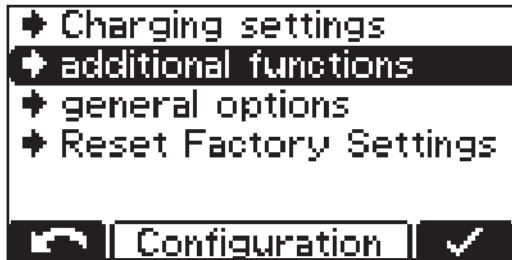 Charging settings
additional functions
general options
Reset Factory Settings
Configuration